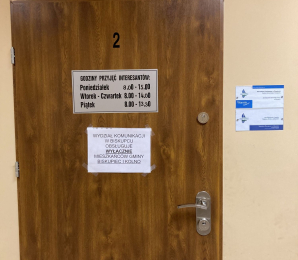 2
GODZINY PRZYJĘĆ INTERESANTÓW:
Poniedziałek 8.00 - 15.00
Wtorek - Czwartek 8.00 - 14.00
Piątek 8.00 - 13.30
WYDZIAŁ KOMUNIKACJI
W BISKUPCU
OBSŁUGUJE
WYŁĄCZNIE
MIESZKAŃCÓW GMINY
BISKUPIEC I KOLNO